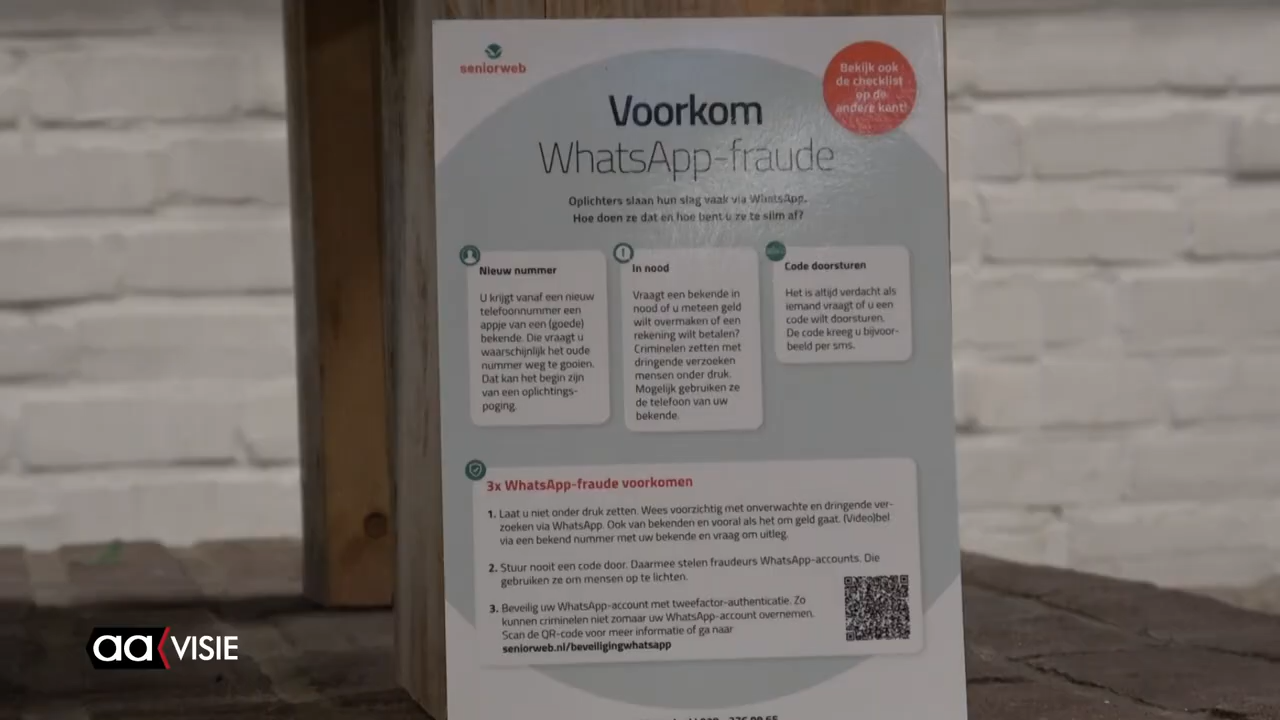 seniorweb
Bekijk ook
de checklist
op de
andere kant!
Voorkom
WhatsApp-fraude
Oplichters slaan hun slag vaak via WhatsApp.
Hoe doen ze dat en hoe bent u ze te slim af?
Nieuw nummer
U krijgt vanaf een nieuw
telefoonnummer een
appje van een (goede)
bekende. Die vraagt u
waarschijnlijk het oude
nummer weg te gooien.
Dat kan het begin zijn
van een oplichtings-
poging.
In nood
Vraagt een bekende in
nood of u meteen geld
wilt overmaken of een
rekening wilt betalen?
Criminelen zetten met
dringende verzoeken
mensen onder druk.
Mogelijk gebruiken ze
de telefoon van uw
bekende.
Code doorsturen
Het is altijd verdacht als
iemand vraagt of u een
code wilt doorsturen.
De code kreeg u bijvoor-
beeld per sms.
3x WhatsApp-fraude voorkomen
1. Laat u niet onder druk zetten. Wees voorzichtig met onverwachte en dringende ver-
zoeken via WhatsApp. Ook van bekenden en vooral als het om geld gaat. (Video)bel
via een bekend nummer met uw bekende en vraag om uitleg.
2. Stuur nooit een code door. Daarmee stelen fraudeurs WhatsApp-accounts. Die
gebruiken ze om mensen op te lichten.
3. Beveilig uw WhatsApp-account met tweefactor-authenticatie. Zo
kunnen criminelen niet zomaar uw WhatsApp-account overnemen.
Scan de QR-code voor meer informatie of ga naar
seniorweb.nl/beveiligingwhatsapp
aa VISIE